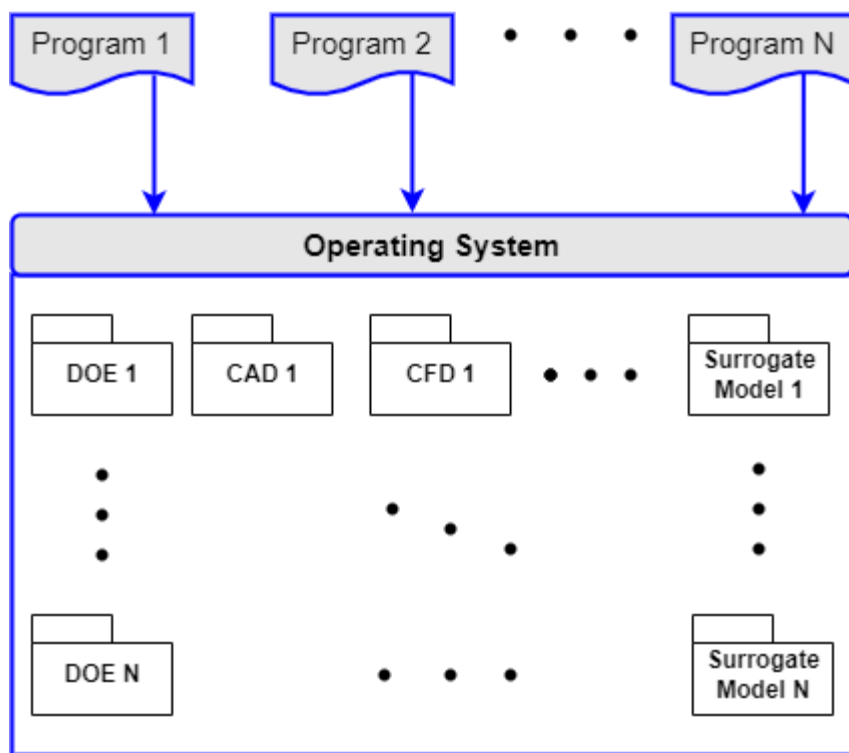 Program 1
Program 2
Program N
Operating System
DOE 1
CAD 1
CFD 1
Surrogate
Model 1
DOE N
Surrogate
Model N